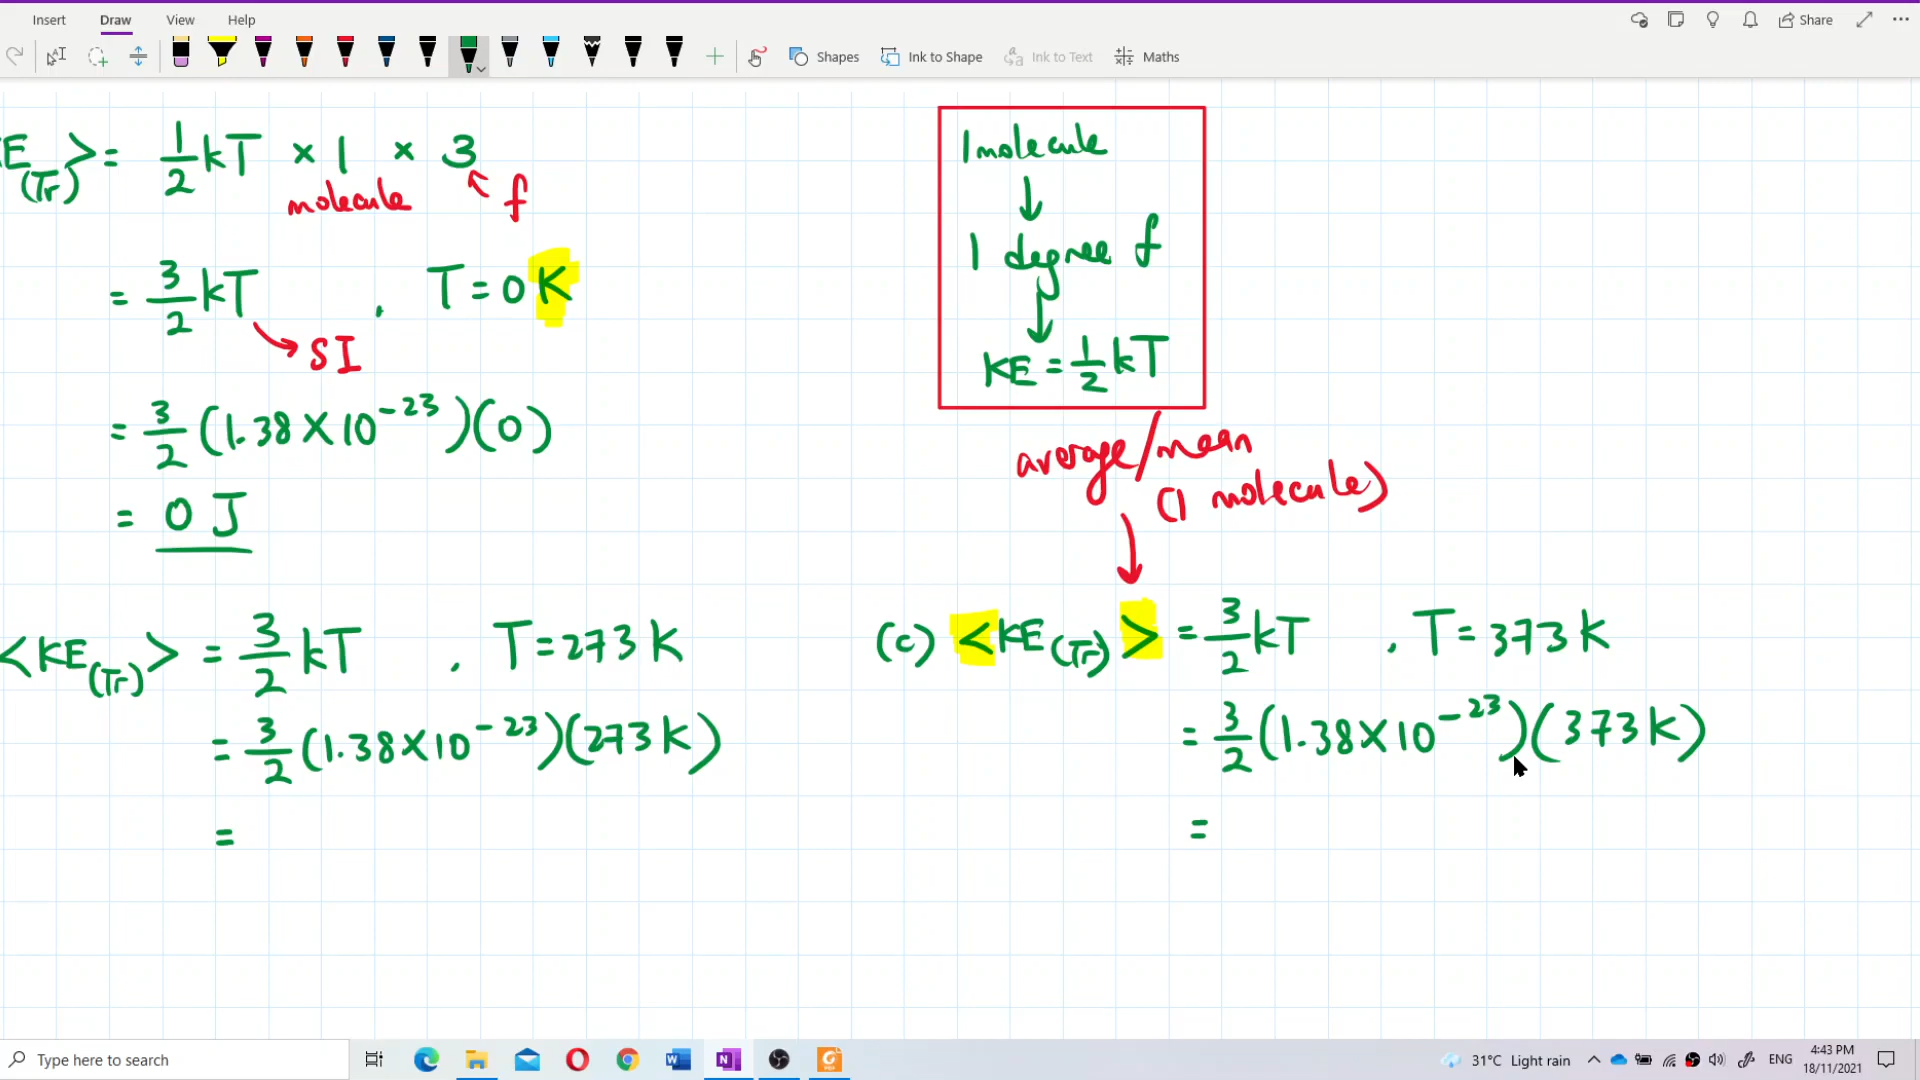 Insert Draw View Help
Share
Shapes Ink to Shape Ink to Text Maths
E(Tr)> = 1/2 kT × 1 × 3
molecule f
= 3/2 kT , T = 0 K
SI
= 3/2 (1.38 × 10^-23)(0)
= 0 J
<KE(Tr)> = 3/2 kT , T = 273 K
= 3/2 (1.38 × 10^-23)(273 K)
=
1 molecule
↓
1 degree f
↓
KE = 1/2 kT
average/mean
(1 molecule)
↓
(c) <KE(Tr)> = 3/2 kT , T = 373 K
= 3/2 (1.38 × 10^-23)(373 K)
=
Type here to search
31°C Light rain
ENG
4:43 PM
18/11/2021